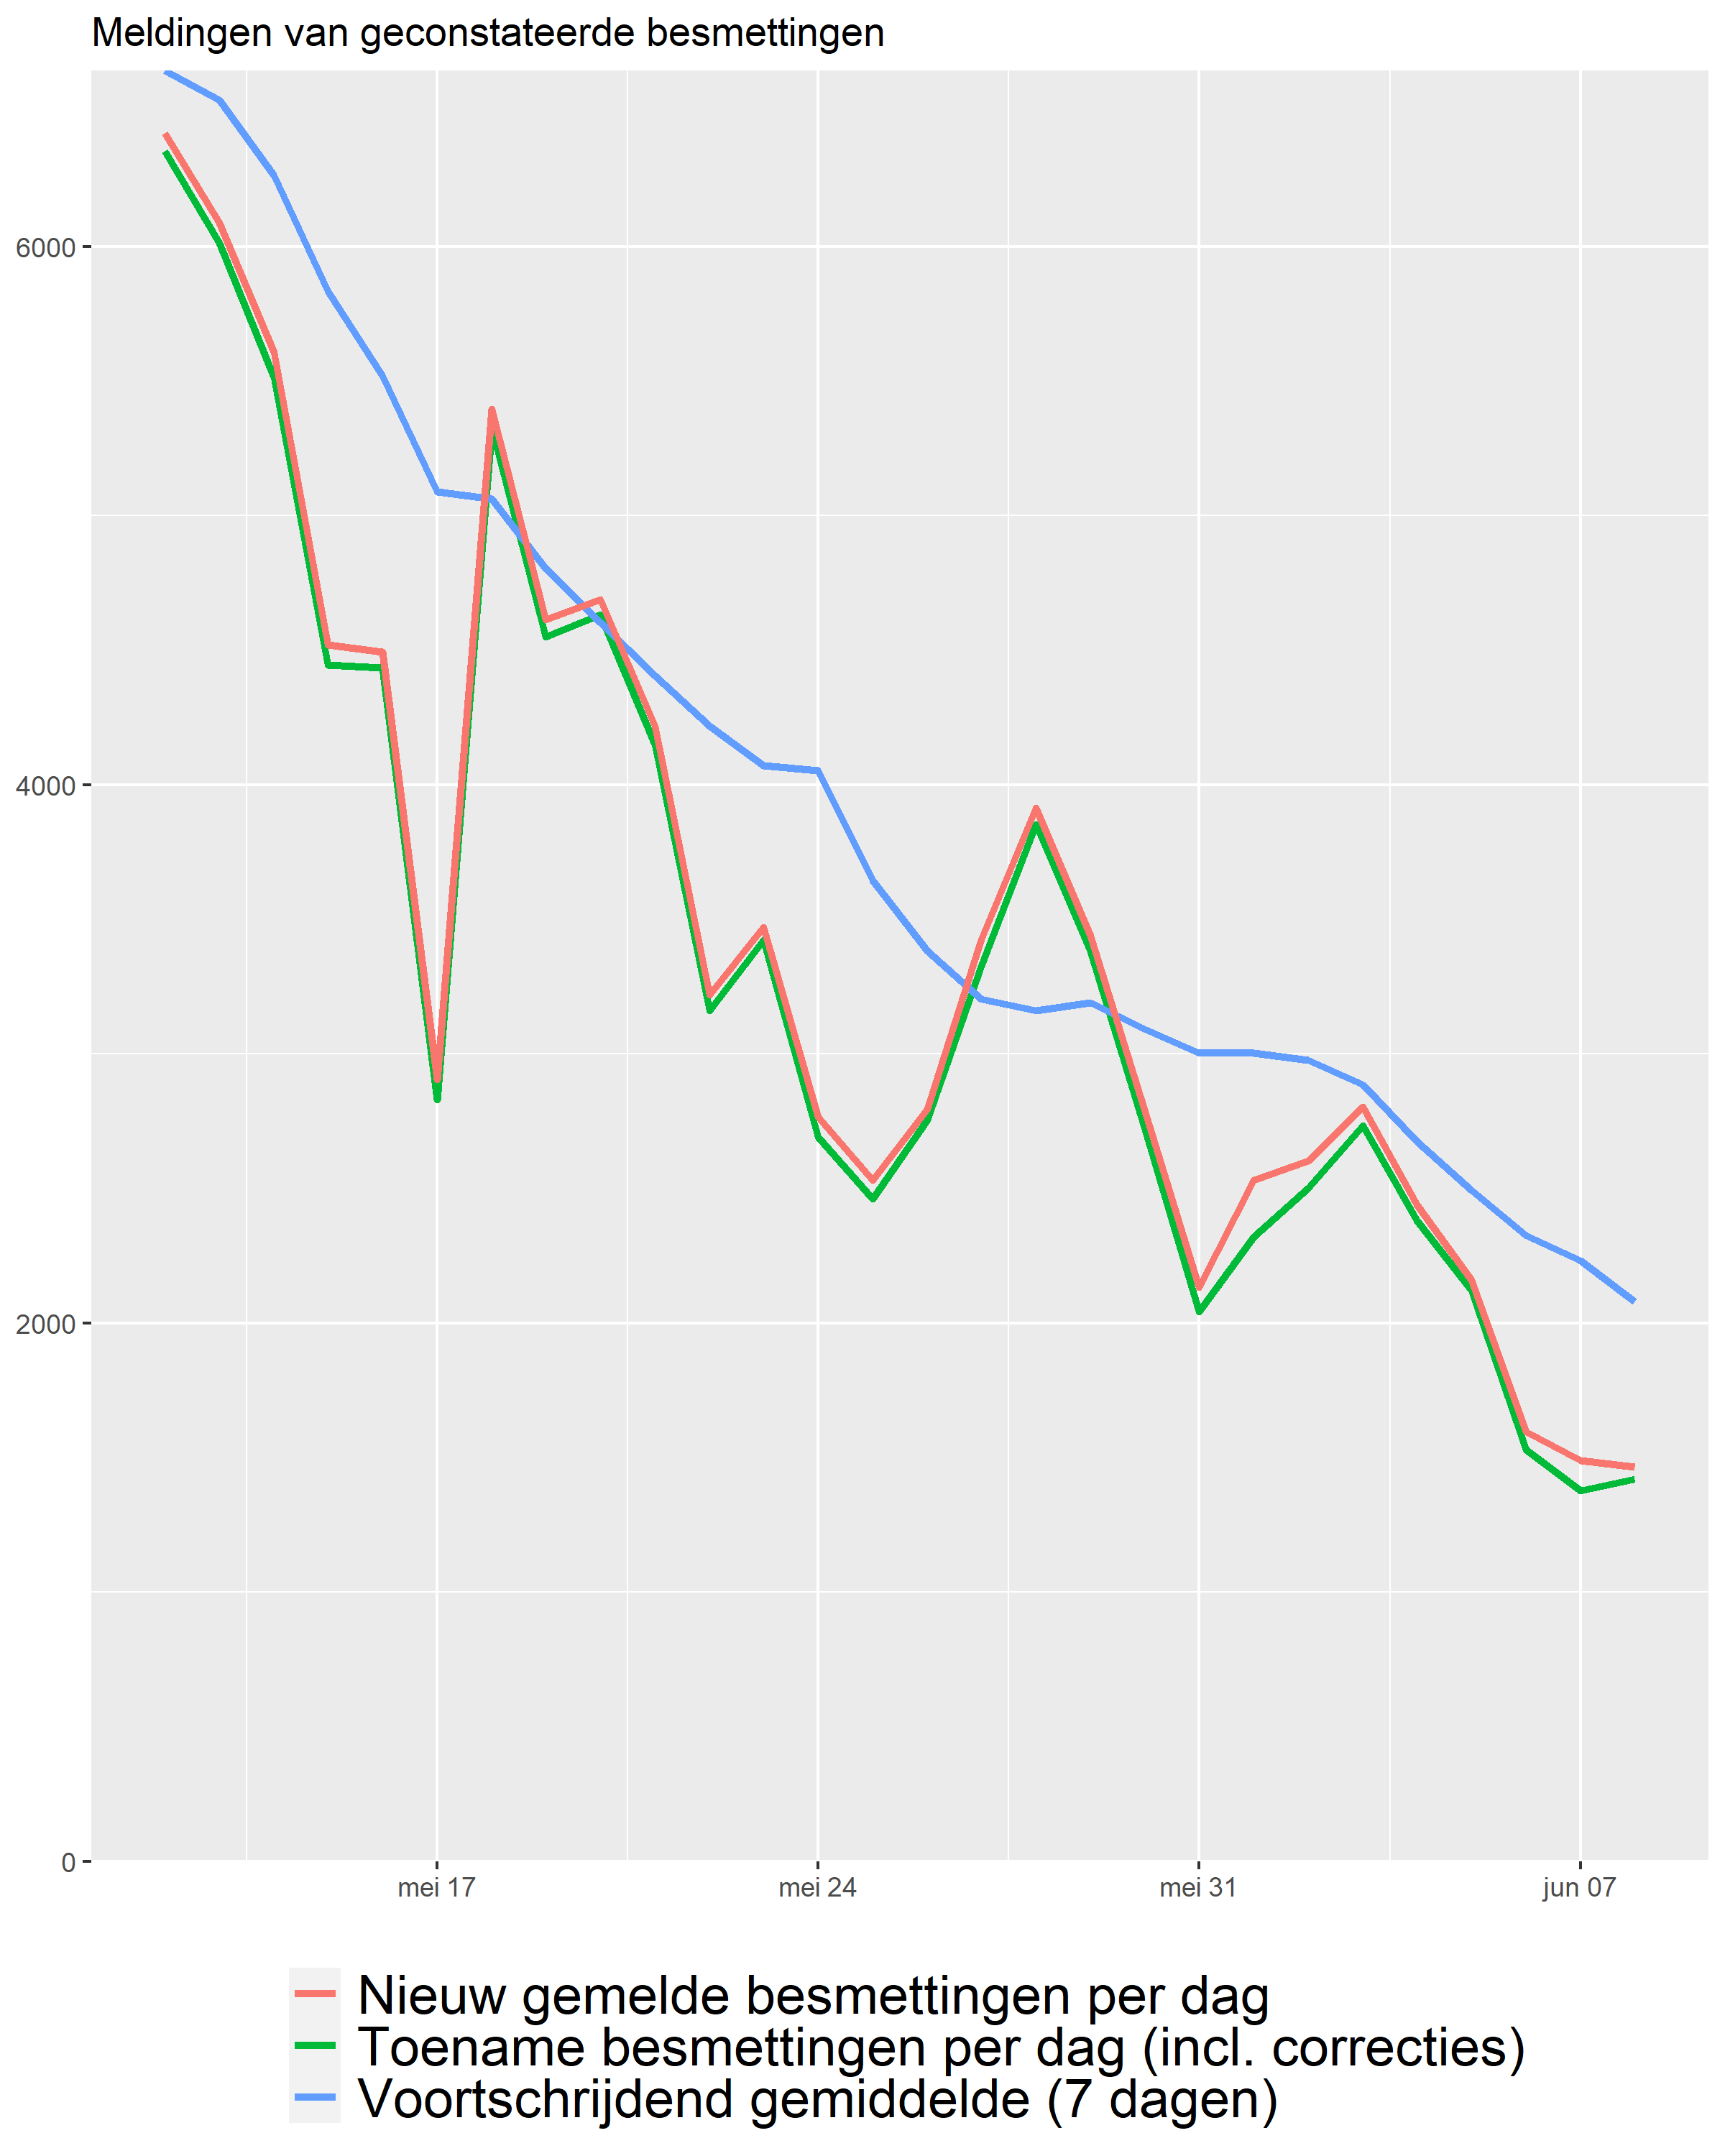 Meldingen van geconstateerde besmettingen
6000
4000
2000
0
mei 17 mei 24 mei 31 jun 07
Nieuw gemelde besmettingen per dag
Toename besmettingen per dag (incl. correcties)
Voortschrijdend gemiddelde (7 dagen)